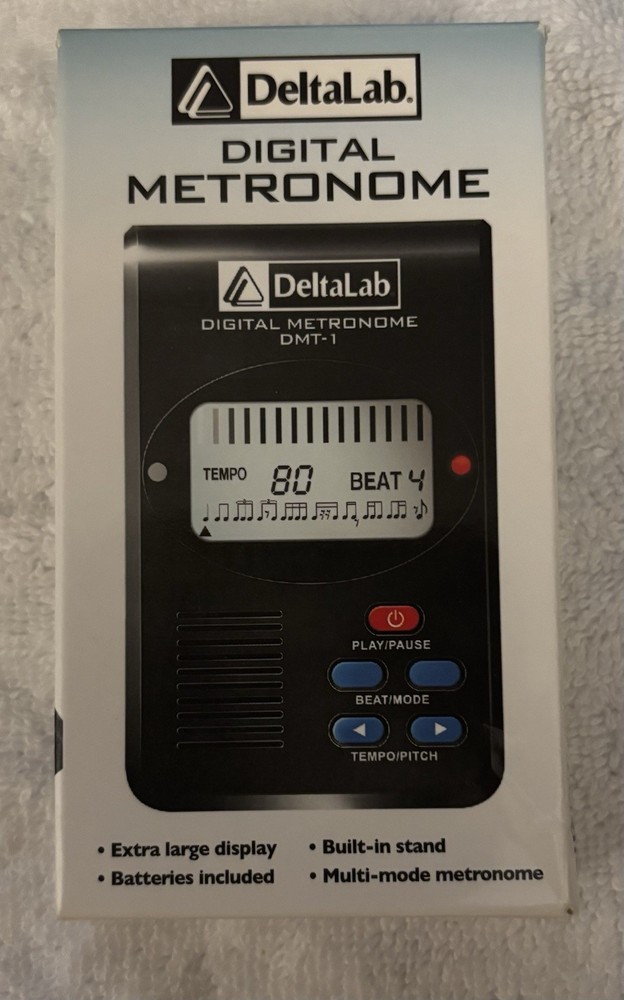 DeltaLab.
DIGITAL
METRONOME
DeltaLab
DIGITAL METRONOME
DMT-1
TEMPO 80 BEAT 4
PLAY/PAUSE
BEAT/MODE
TEMPO/PITCH
• Extra large display
• Batteries included
• Built-in stand
• Multi-mode metronome